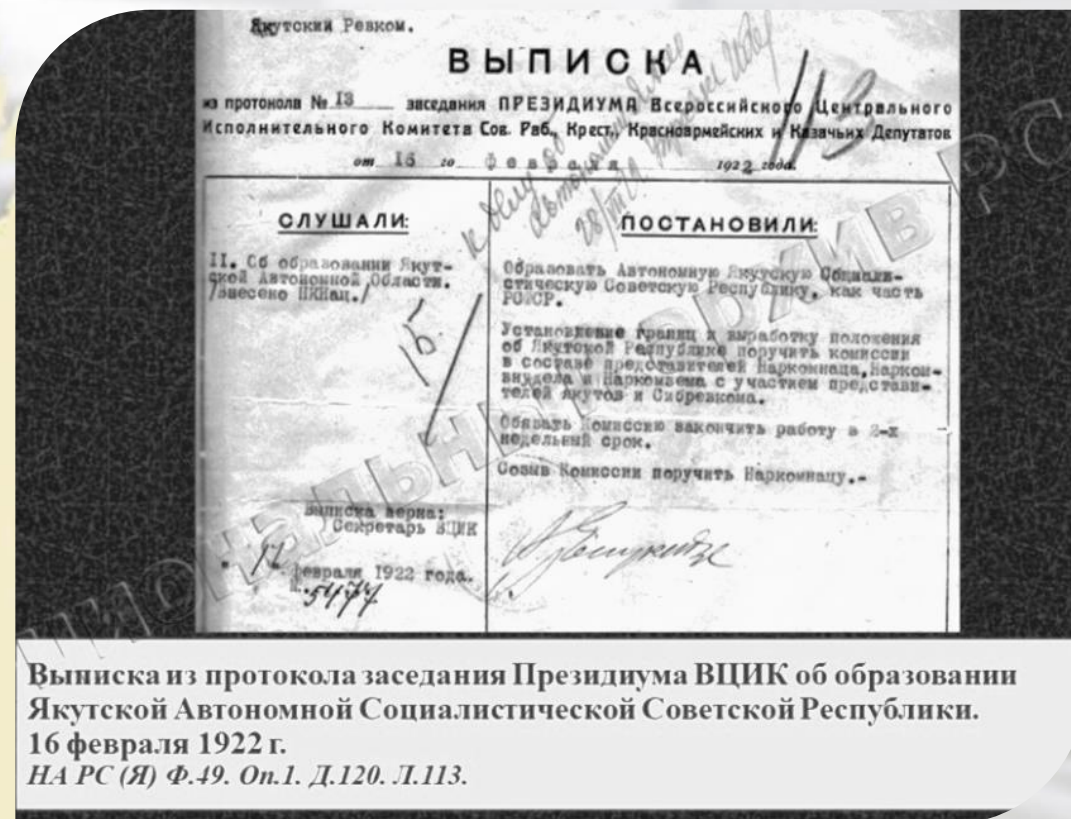 Якутский Ревком.
ВЫПИСКА
из протокола № 13 заседания ПРЕЗИДИУМА Всероссийского Центрального
Исполнительного Комитета Сов. Раб., Крест., Красноармейских и Казачьих Депутатов
от 16 го февраля 1922 года.
113
СЛУШАЛИ:
II. Об образовании Якут-
ской Автономной Области.
/внесено НКНац./
15.
Выписка верна:
Секретарь ВЦИК
" 17 " февраля 1922 года.
5477
ПОСТАНОВИЛИ:
Образовать Автономную Якутскую Социали-
стическую Советскую Республику, как часть
РСФСР.
Установление границ и выработку положения
об Якутской Республике поручить комиссии
в составе представителей Наркомнаца, Нарком-
внудела и Наркомзема с участием представи-
телей якутов и Сибревкома.
Обязать Комиссию закончить работу в 2-х
недельный срок.
Созыв Комиссии поручить Наркомнацу.-
Выписка из протокола заседания Президиума ВЦИК об образовании
Якутской Автономной Социалистической Советской Республики.
16 февраля 1922 г.
НА РС (Я) Ф.49. Оп.1. Д.120. Л.113.